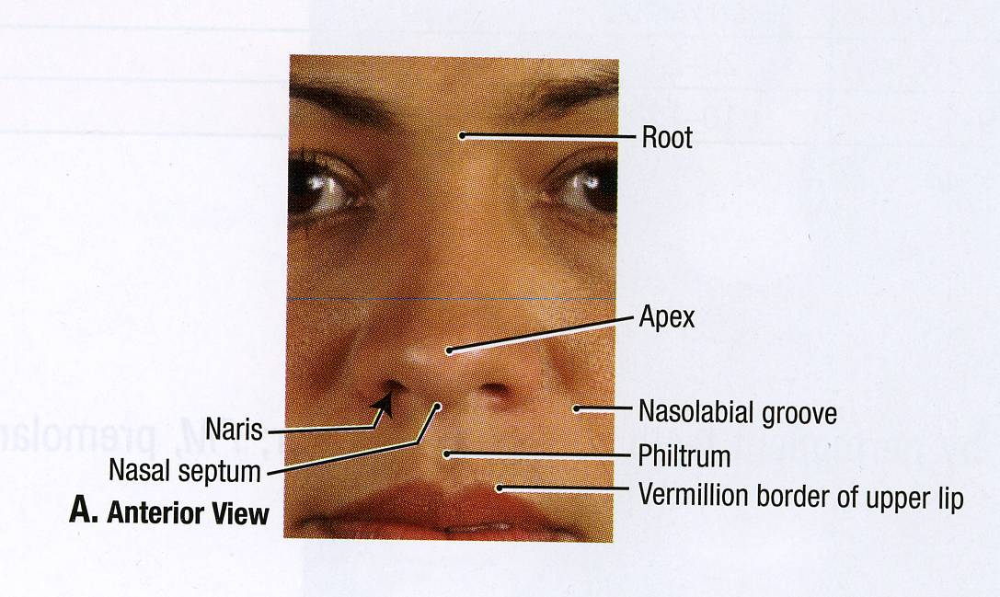 Root
Apex
Naris
Nasolabial groove
Nasal septum
Philtrum
Vermillion border of upper lip
A. Anterior View